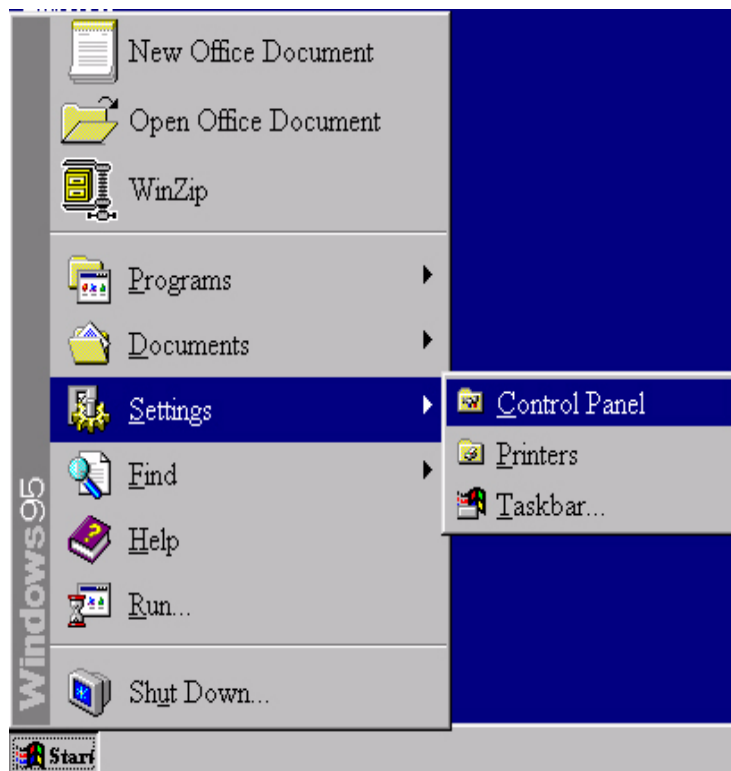 New Office Document
Open Office Document
WinZip
Programs
Documents
Settings
Find
Help
Run...
Shut Down...
Control Panel
Printers
Taskbar...
Windows95
Start